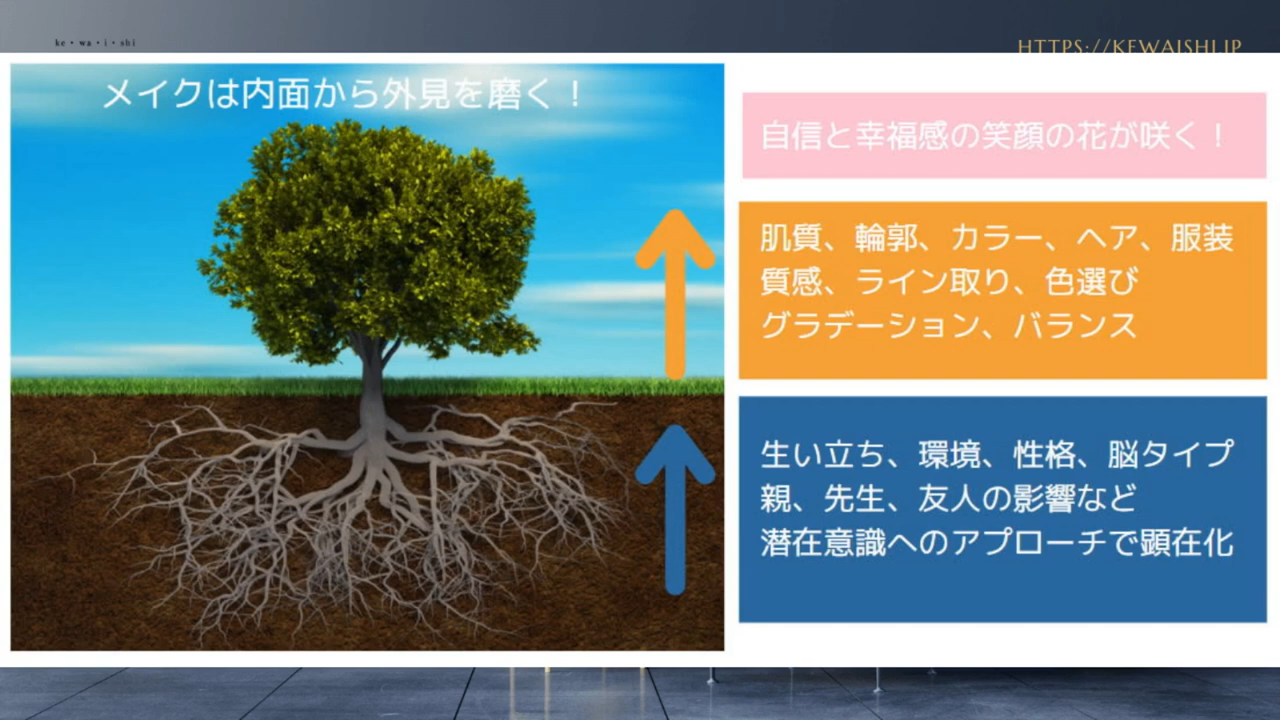 ke・wa・i・shi
HTTPS://KEWAISHI.JP
メイクは内面から外見を磨く！
自信と幸福感の笑顔の花が咲く！
肌質、輪郭、カラー、ヘア、服装
質感、ライン取り、色選び
グラデーション、バランス
生い立ち、環境、性格、脳タイプ
親、先生、友人の影響など
潜在意識へのアプローチで顕在化